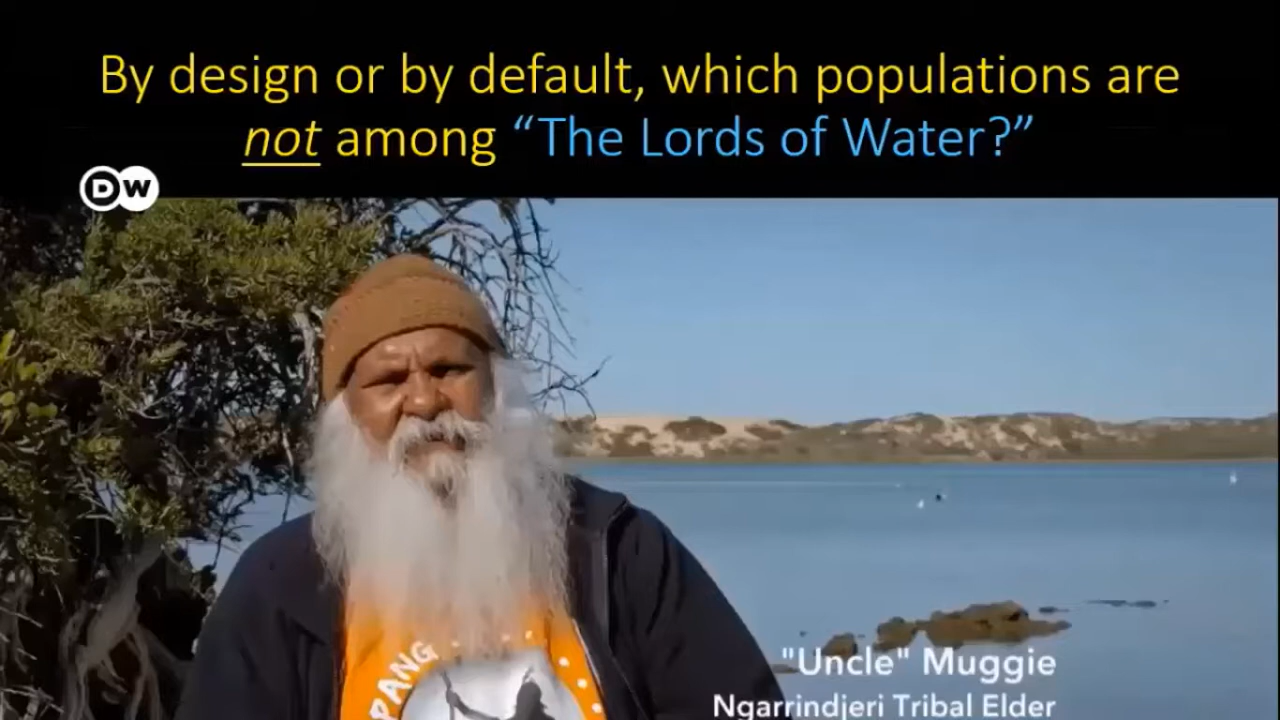 By design or by default, which populations are
not among “The Lords of Water?”
DW
PANG
"Uncle" Muggie
Ngarrindjeri Tribal Elder